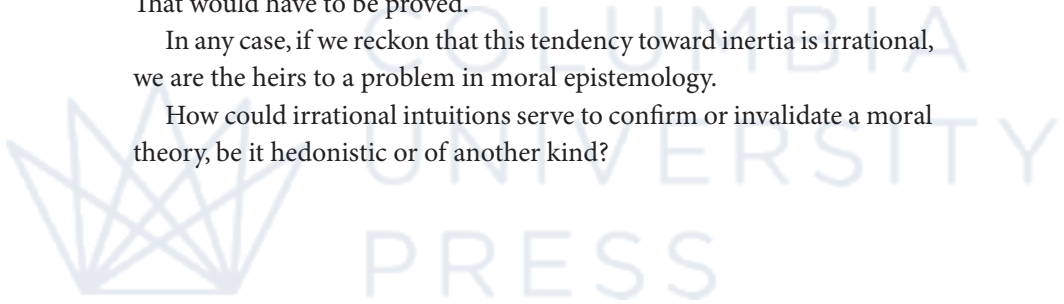 That would have to be proved.
In any case, if we reckon that this tendency toward inertia is irrational,
we are the heirs to a problem in moral epistemology.
How could irrational intuitions serve to confirm or invalidate a moral
theory, be it hedonistic or of another kind?
COLUMBIA
UNIVERSITY
PRESS